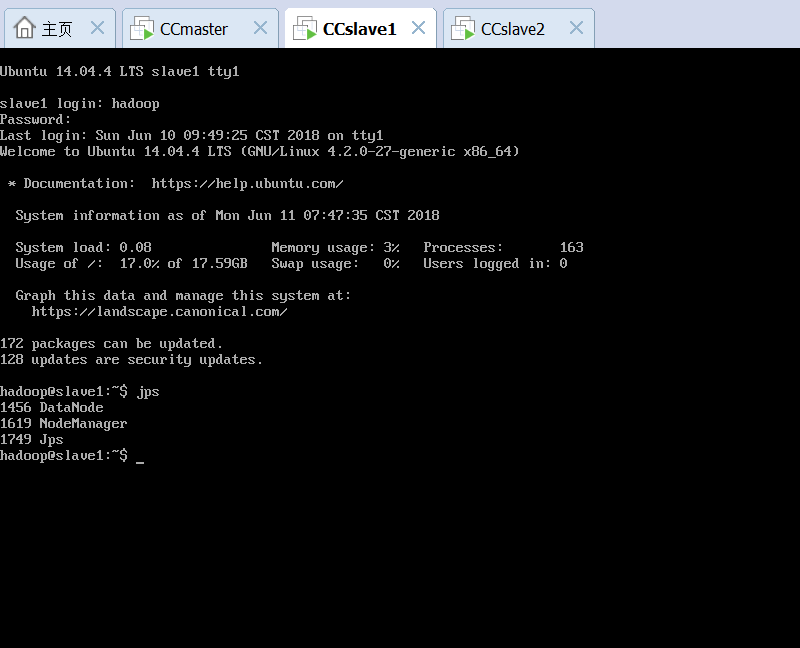 主页 CCmaster CCslave1 CCslave2
Ubuntu 14.04.4 LTS slave1 tty1
slave1 login: hadoop
Password:
Last login: Sun Jun 10 09:49:25 CST 2018 on tty1
Welcome to Ubuntu 14.04.4 LTS (GNU/Linux 4.2.0-27-generic x86_64)
* Documentation: https://help.ubuntu.com/
System information as of Mon Jun 11 07:47:35 CST 2018
System load: 0.08 Memory usage: 3% Processes: 163
Usage of /: 17.0% of 17.59GB Swap usage: 0% Users logged in: 0
Graph this data and manage this system at:
https://landscape.canonical.com/
172 packages can be updated.
128 updates are security updates.
hadoop@slave1:~$ jps
1456 DataNode
1619 NodeManager
1749 Jps
hadoop@slave1:~$ _